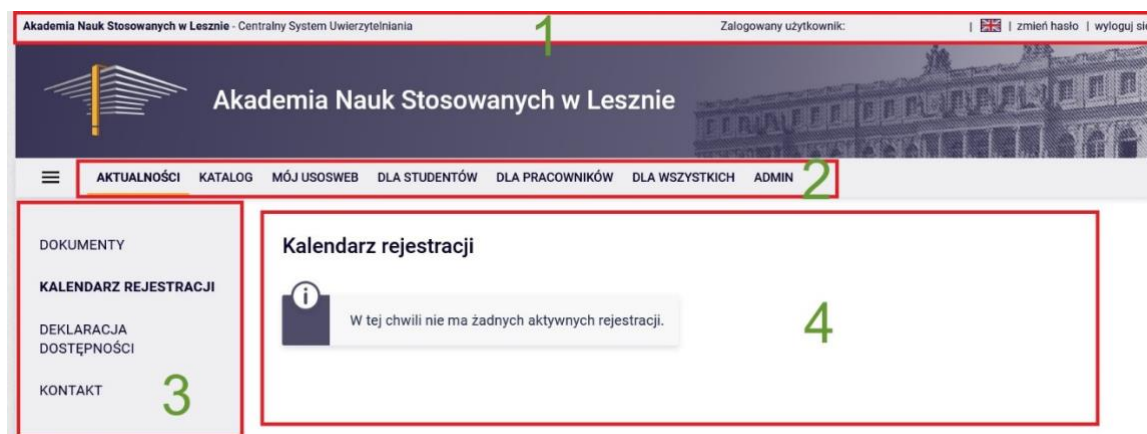 Akademia Nauk Stosowanych w Lesznie - Centralny System Uwierzytelniania 1 Zalogowany użytkownik: | | zmień hasło | wyloguj się
Akademia Nauk Stosowanych w Lesznie
AKTUALNOŚCI KATALOG MÓJ USOSWEB DLA STUDENTÓW DLA PRACOWNIKÓW DLA WSZYSTKICH ADMIN 2
DOKUMENTY
KALENDARZ REJESTRACJI
DEKLARACJA
DOSTĘPNOŚCI
KONTAKT
3
Kalendarz rejestracji
i
W tej chwili nie ma żadnych aktywnych rejestracji.
4